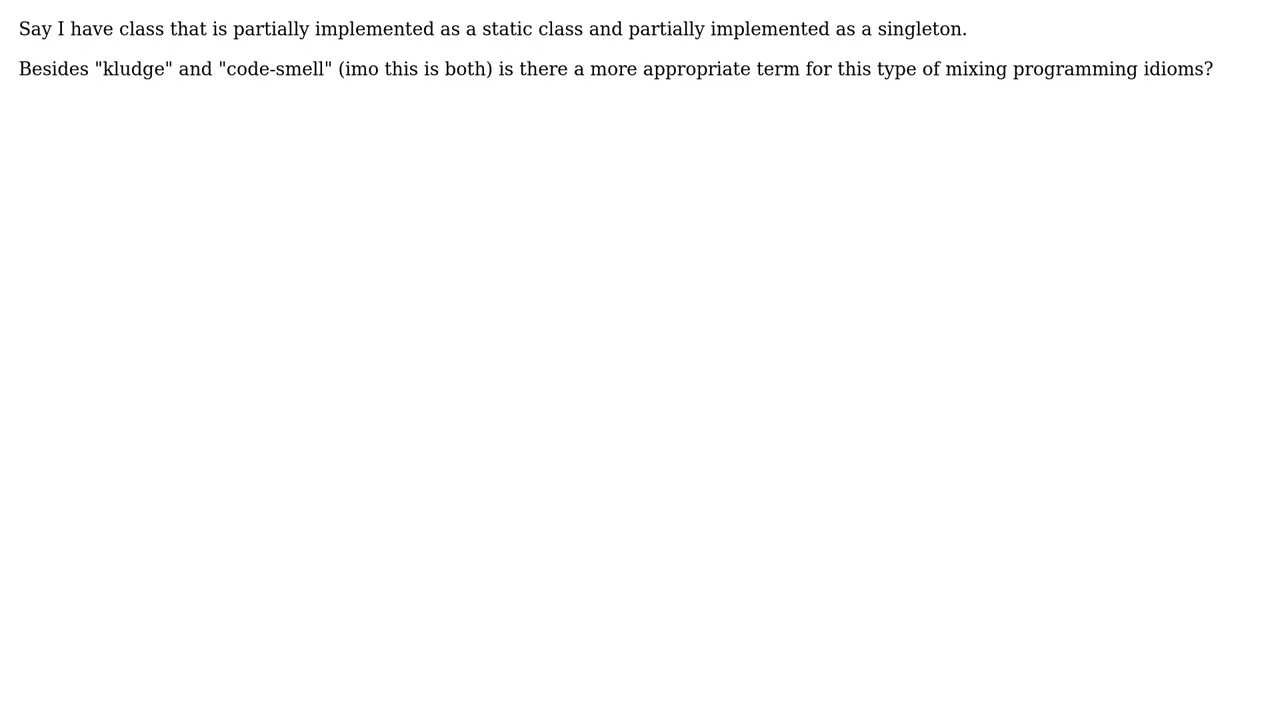 Say I have class that is partially implemented as a static class and partially implemented as a singleton.
Besides "kludge" and "code-smell" (imo this is both) is there a more appropriate term for this type of mixing programming idioms?